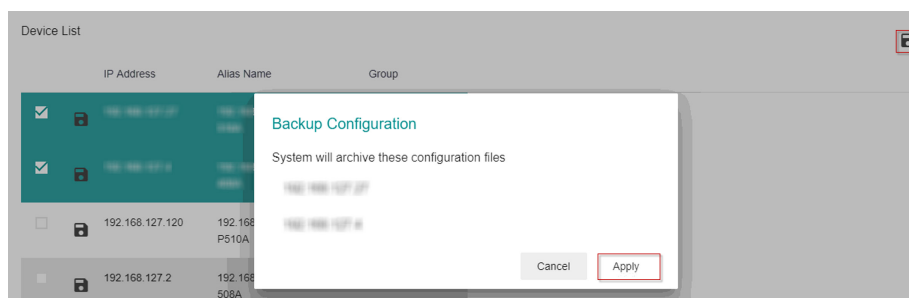 Device List
IP Address Alias Name Group
Backup Configuration
System will archive these configuration files
192.168.127.120 192.168
P510A
Cancel Apply
192.168.127.2 192.168
508A